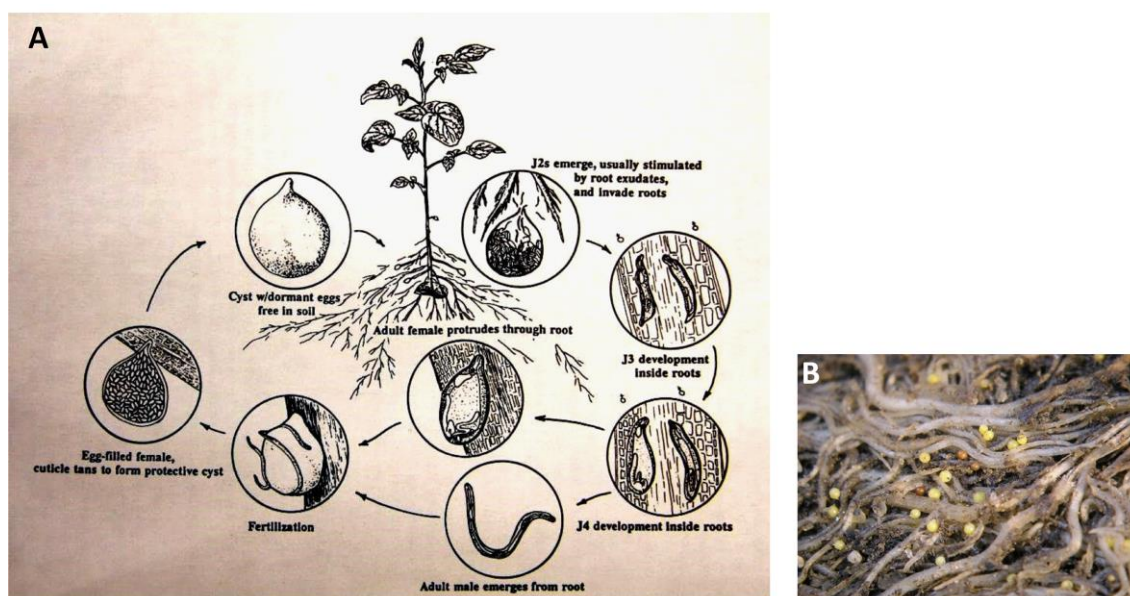 A
J2s emerge, usually stimulated
by root exudates,
and invade roots
Cyst w/dormant eggs
free in soil
Adult female protrudes through root
J3 development
inside roots
Egg-filled female,
cuticle tans to form protective cyst
Fertilization
J4 development inside roots
Adult male emerges from root
B